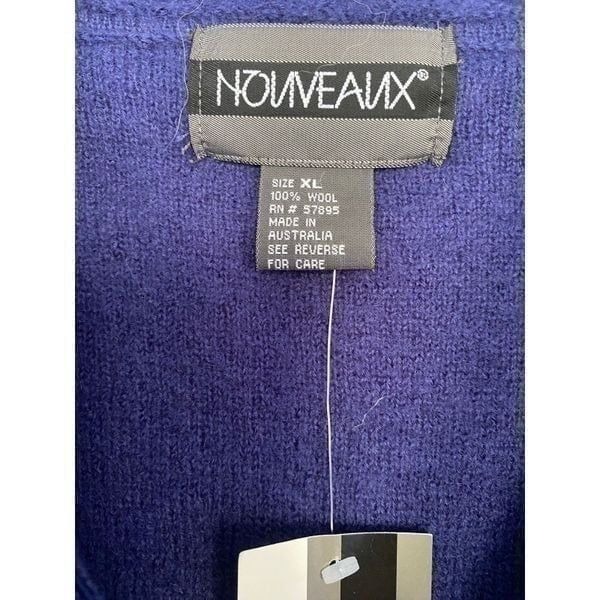 NOUVEAUX®
SIZE XL
100% WOOL
RN # 57895
MADE IN
AUSTRALIA
SEE REVERSE
FOR CARE